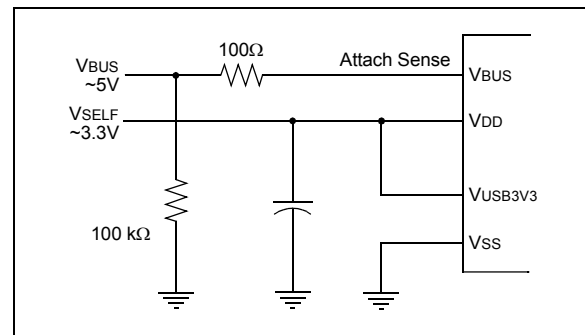 100Ω
Attach Sense
VBUS
~5V
VBUS
VSELF
~3.3V
VDD
100 kΩ
VUSB3V3
VSS